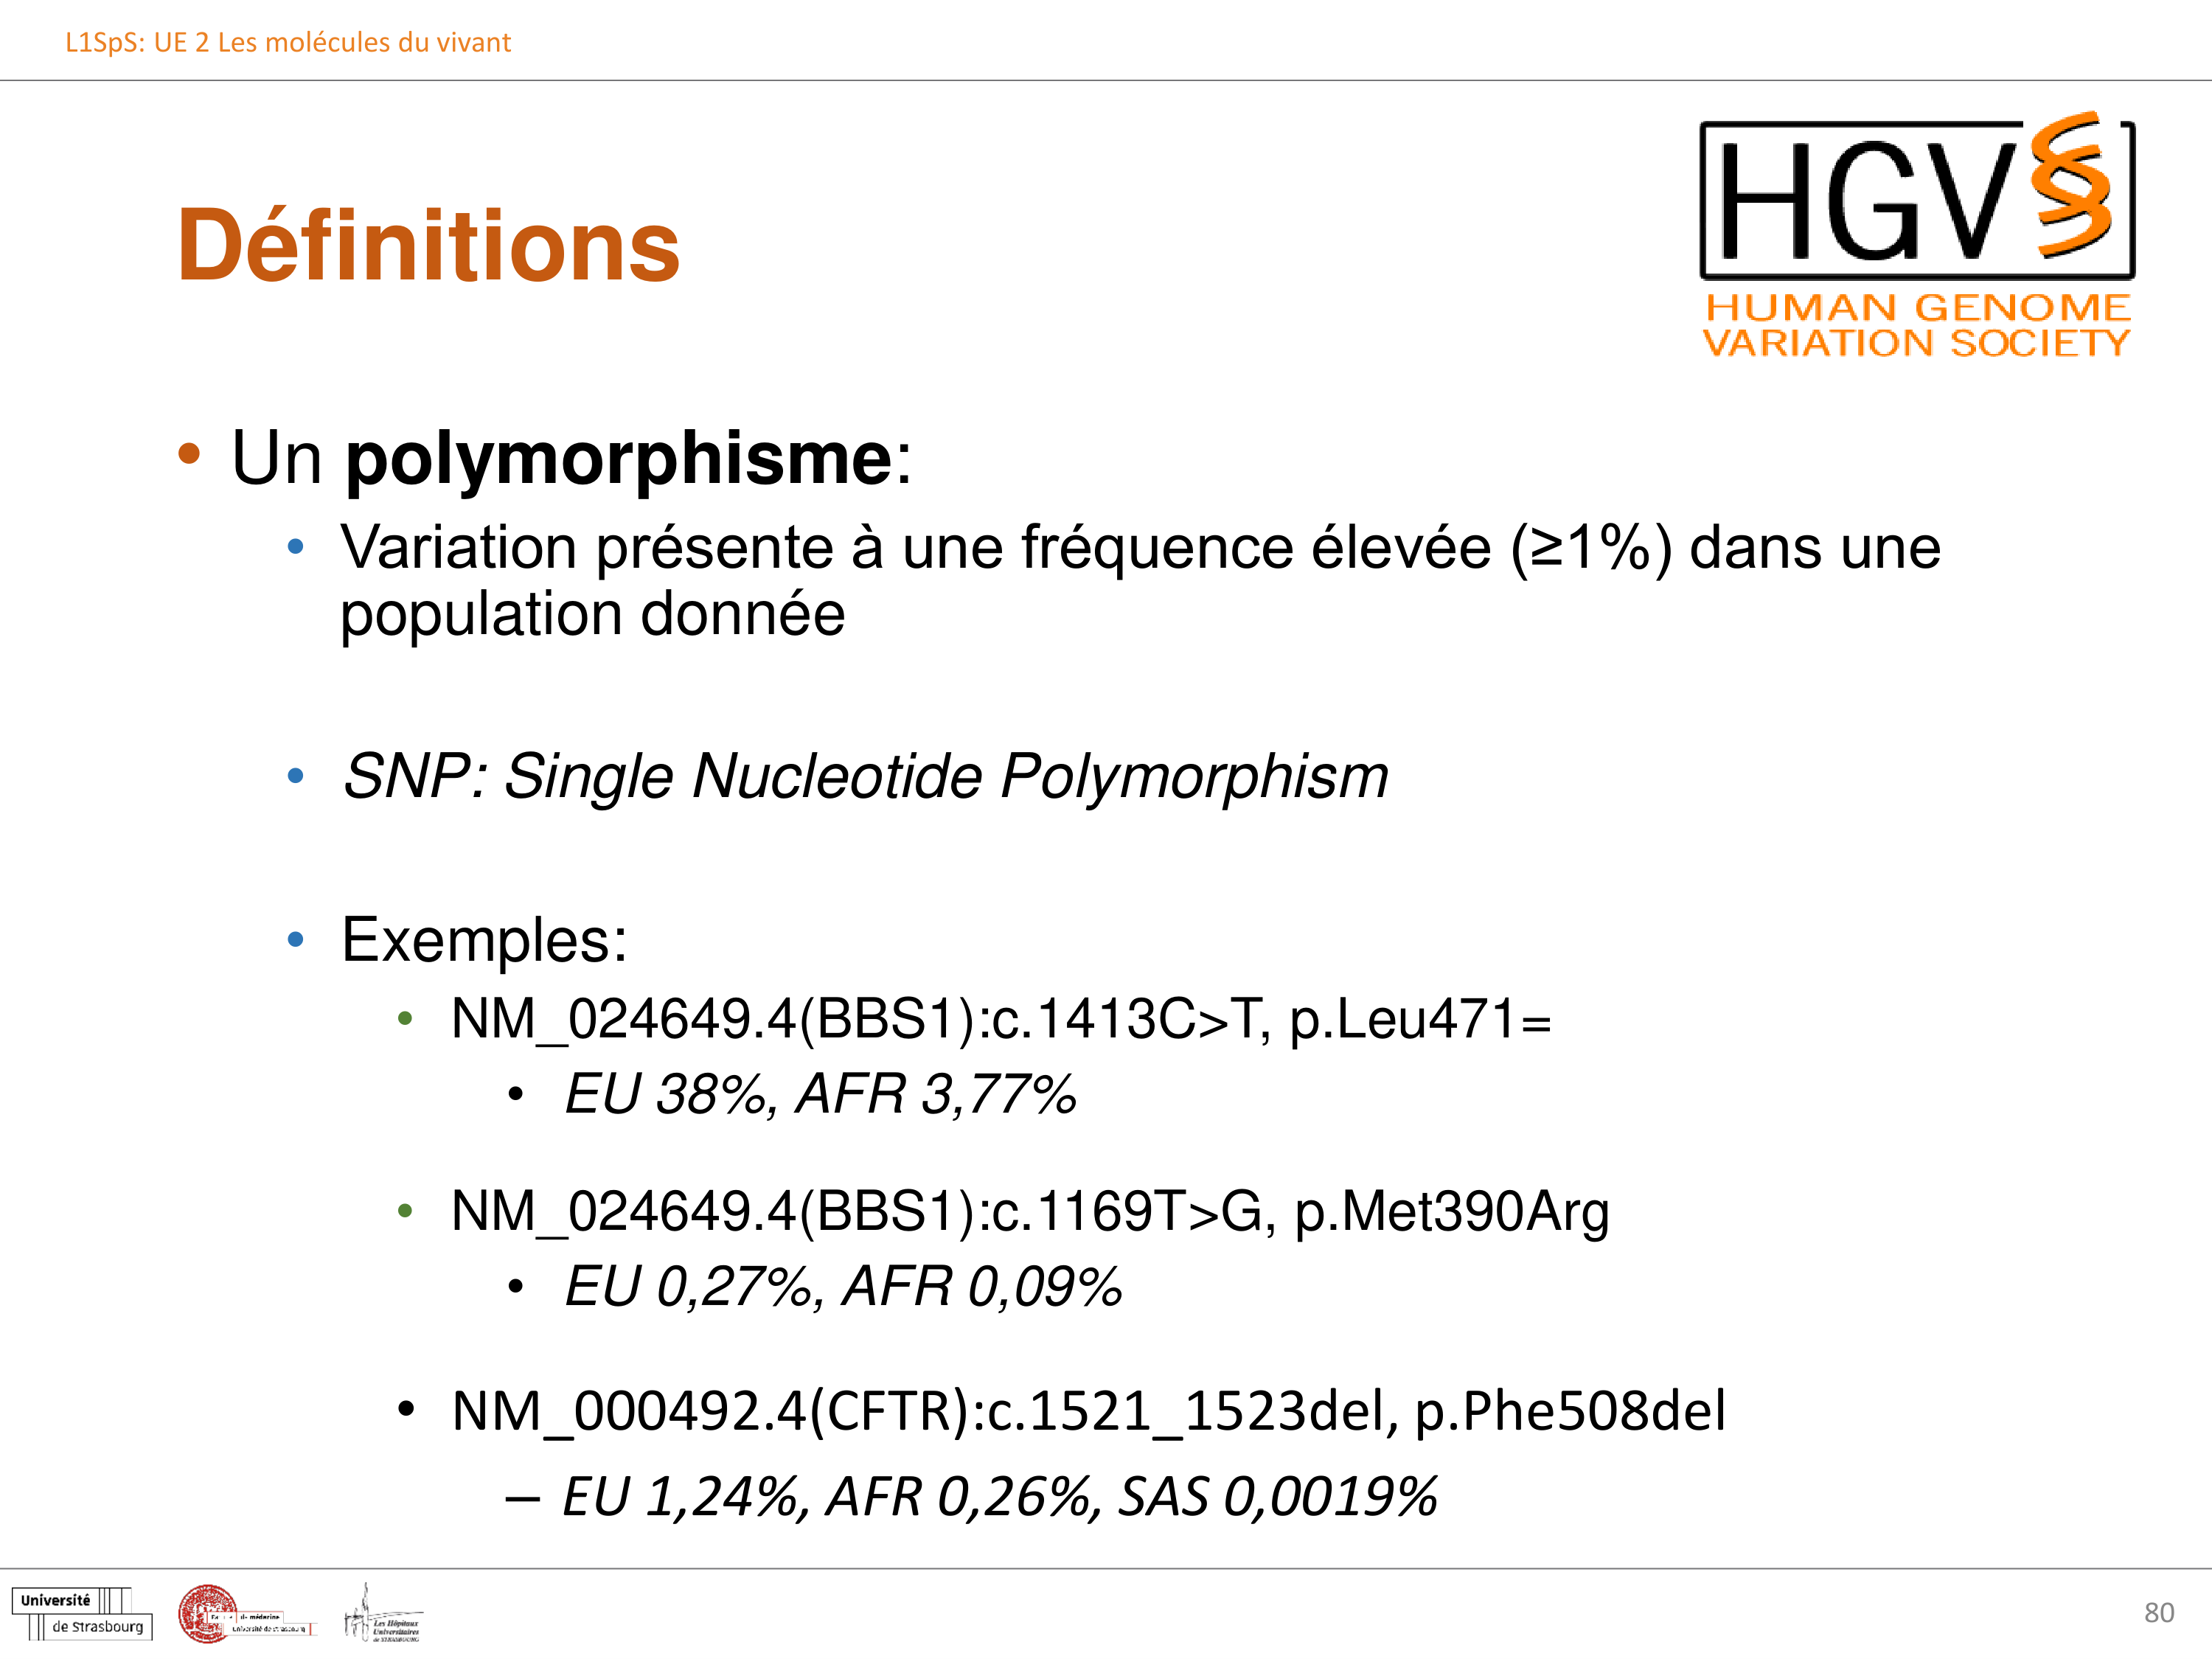 L1SpS: UE 2 Les molécules du vivant
HGVS
HUMAN GENOME
VARIATION SOCIETY
Définitions
• Un polymorphisme:
• Variation présente à une fréquence élevée (≥1%) dans une
population donnée
• SNP: Single Nucleotide Polymorphism
• Exemples:
• NM_024649.4(BBS1):c.1413C>T, p.Leu471=
• EU 38%, AFR 3,77%
• NM_024649.4(BBS1):c.1169T>G, p.Met390Arg
• EU 0,27%, AFR 0,09%
• NM_000492.4(CFTR):c.1521_1523del, p.Phe508del
– EU 1,24%, AFR 0,26%, SAS 0,0019%
Université
de Strasbourg
de médecine
Université de Strasbourg
Les Hôpitaux
Universitaires
de STRASBOURG
80